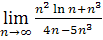 lim n→∞ (n² ln n + n³)/(4n − 5n³)